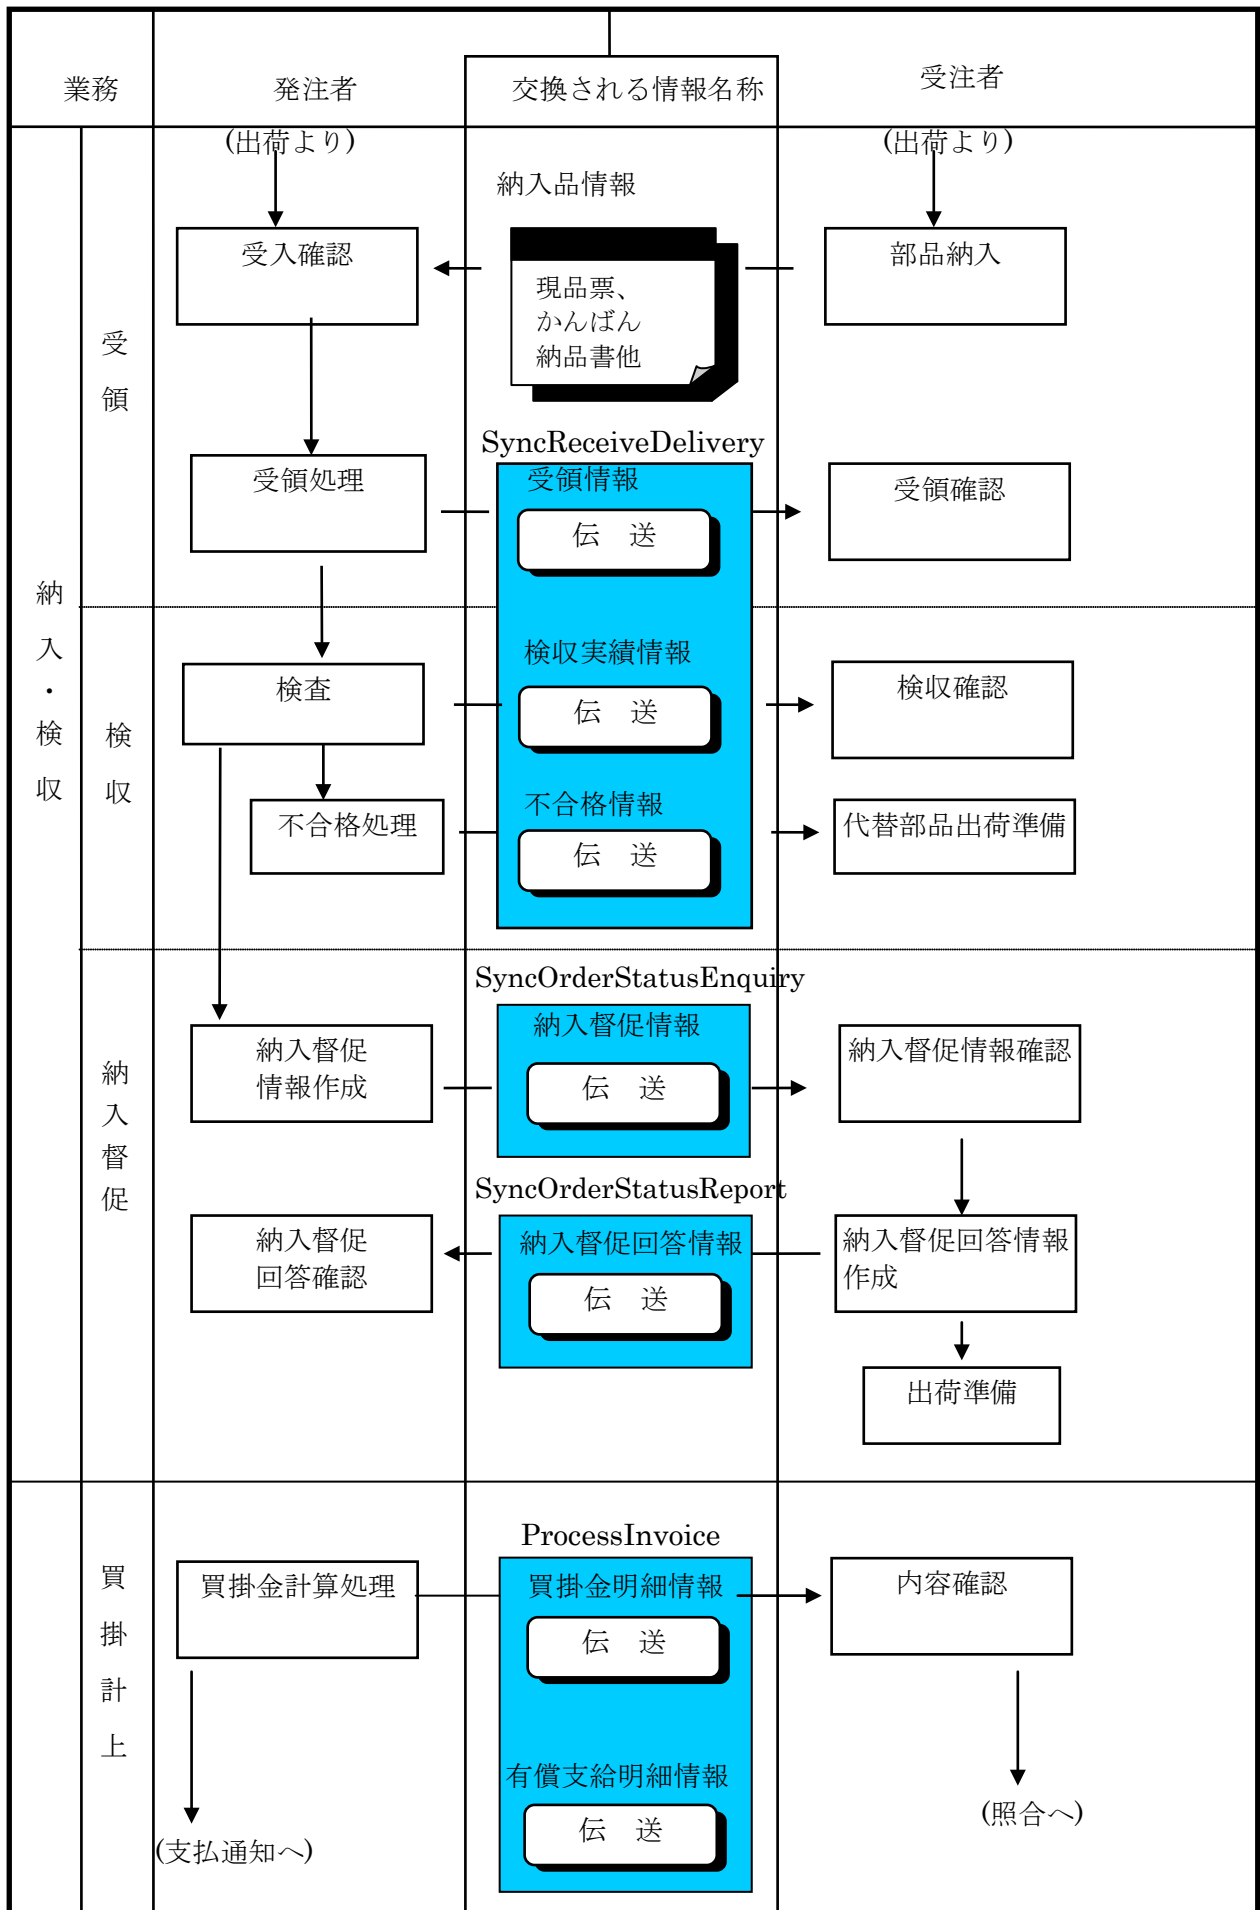 業務
発注者
交換される情報名称
受注者
(出荷より)
(出荷より)
納入品情報
受入確認
部品納入
現品票、
かんばん
納品書他
受領
SyncReceiveDelivery
受領処理
受領情報
伝　送
受領確認
納入・検収
検収
検査
検収実績情報
伝　送
検収確認
不合格処理
不合格情報
伝　送
代替部品出荷準備
納入督促
SyncOrderStatusEnquiry
納入督促
情報作成
納入督促情報
伝　送
納入督促情報確認
SyncOrderStatusReport
納入督促
回答確認
納入督促回答情報
伝　送
納入督促回答情報
作成
出荷準備
買掛計上
ProcessInvoice
買掛金計算処理
買掛金明細情報
伝　送
内容確認
有償支給明細情報
伝　送
(支払通知へ)
(照合へ)